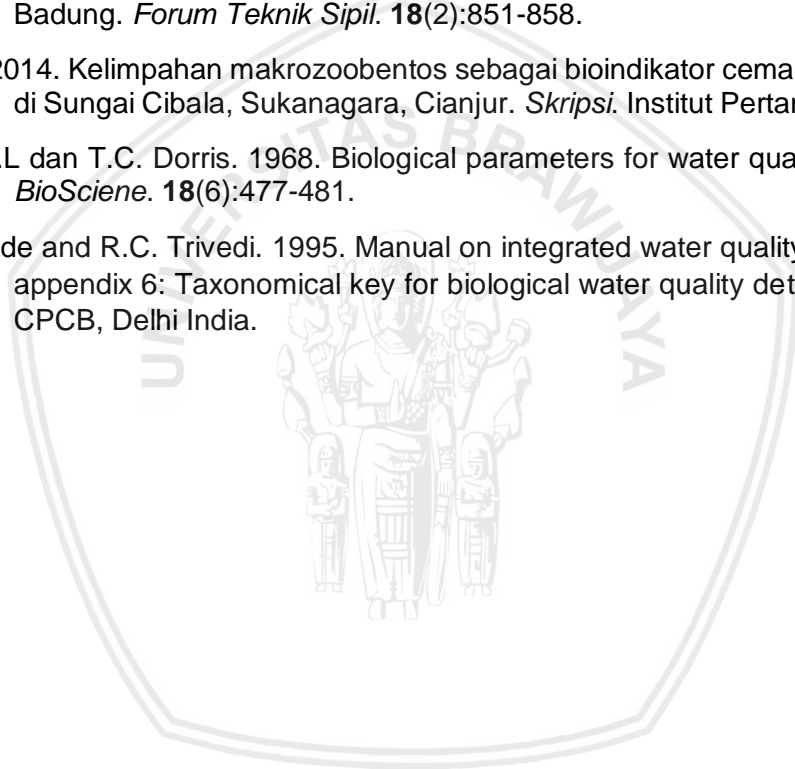 Badung. Forum Teknik Sipil. 18(2):851-858.
2014. Kelimpahan makrozoobentos sebagai bioindikator cema
di Sungai Cibala, Sukanagara, Cianjur. Skripsi. Institut Pertan
.L dan T.C. Dorris. 1968. Biological parameters for water qua
BioSciene. 18(6):477-481.
de and R.C. Trivedi. 1995. Manual on integrated water quality
appendix 6: Taxonomical key for biological water quality det
CPCB, Delhi India.
UNIVERSITAS BRAWIJAYA